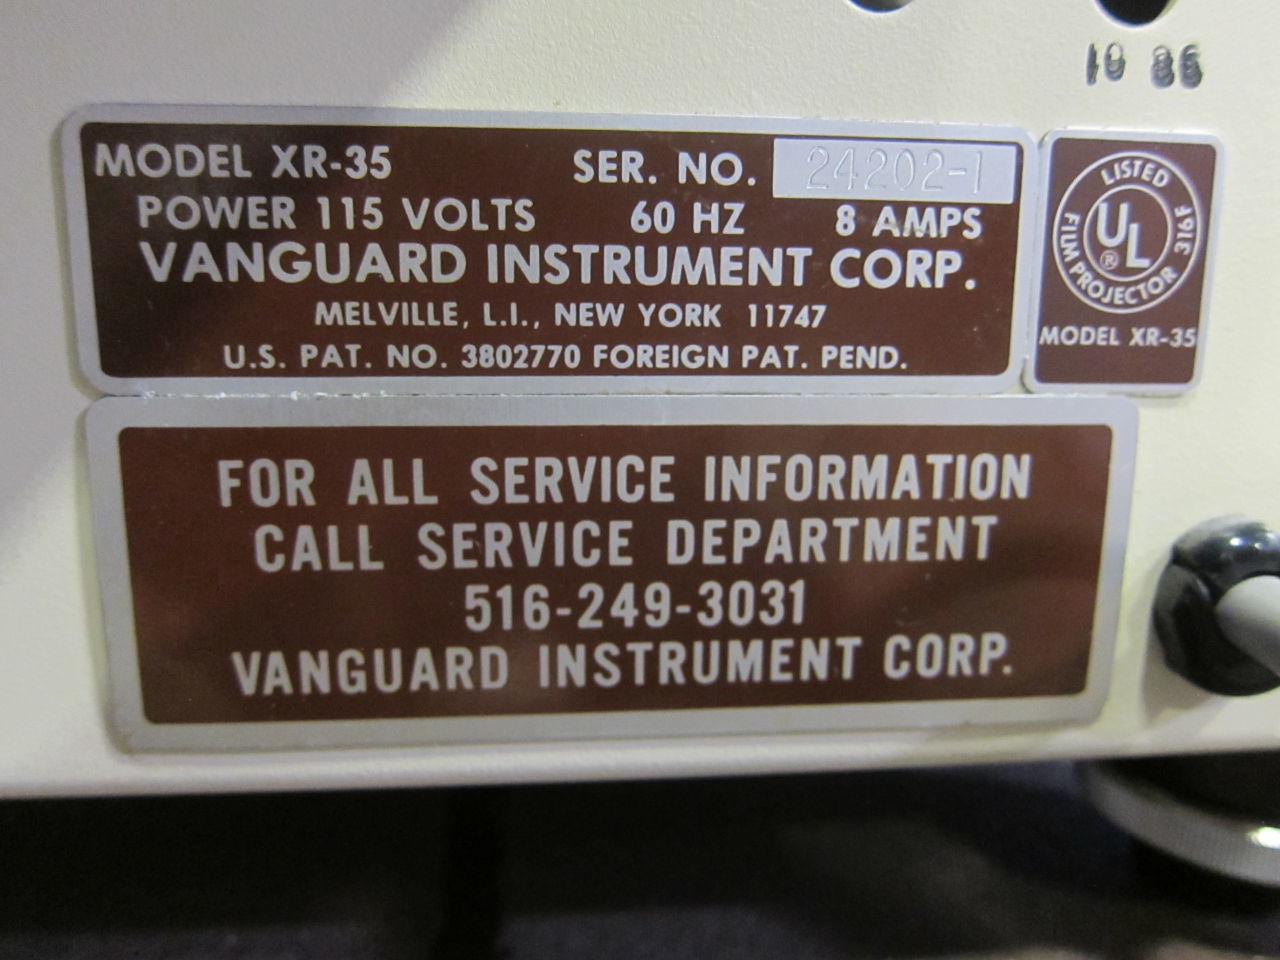 10 86
MODEL XR-35 SER. NO. 24202-1
POWER 115 VOLTS 60 HZ 8 AMPS
VANGUARD INSTRUMENT CORP.
MELVILLE, L.I., NEW YORK 11747
U.S. PAT. NO. 3802770 FOREIGN PAT. PEND.
LISTED
UL ®
FILM PROJECTOR 316F
MODEL XR-35
FOR ALL SERVICE INFORMATION
CALL SERVICE DEPARTMENT
516-249-3031
VANGUARD INSTRUMENT CORP.